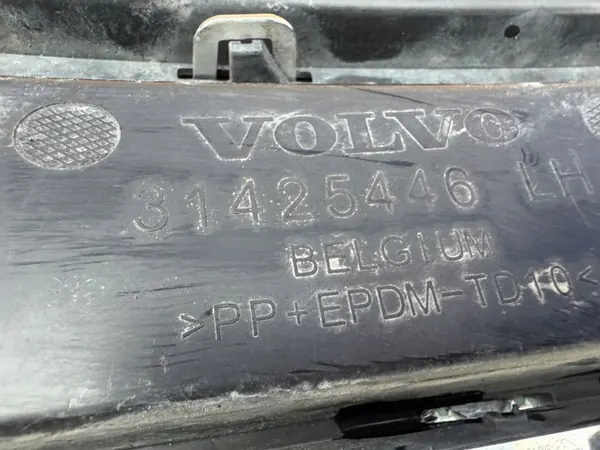 VOLVO
31425446 LH
BELGIUM
>PP+EPDM-TD10<